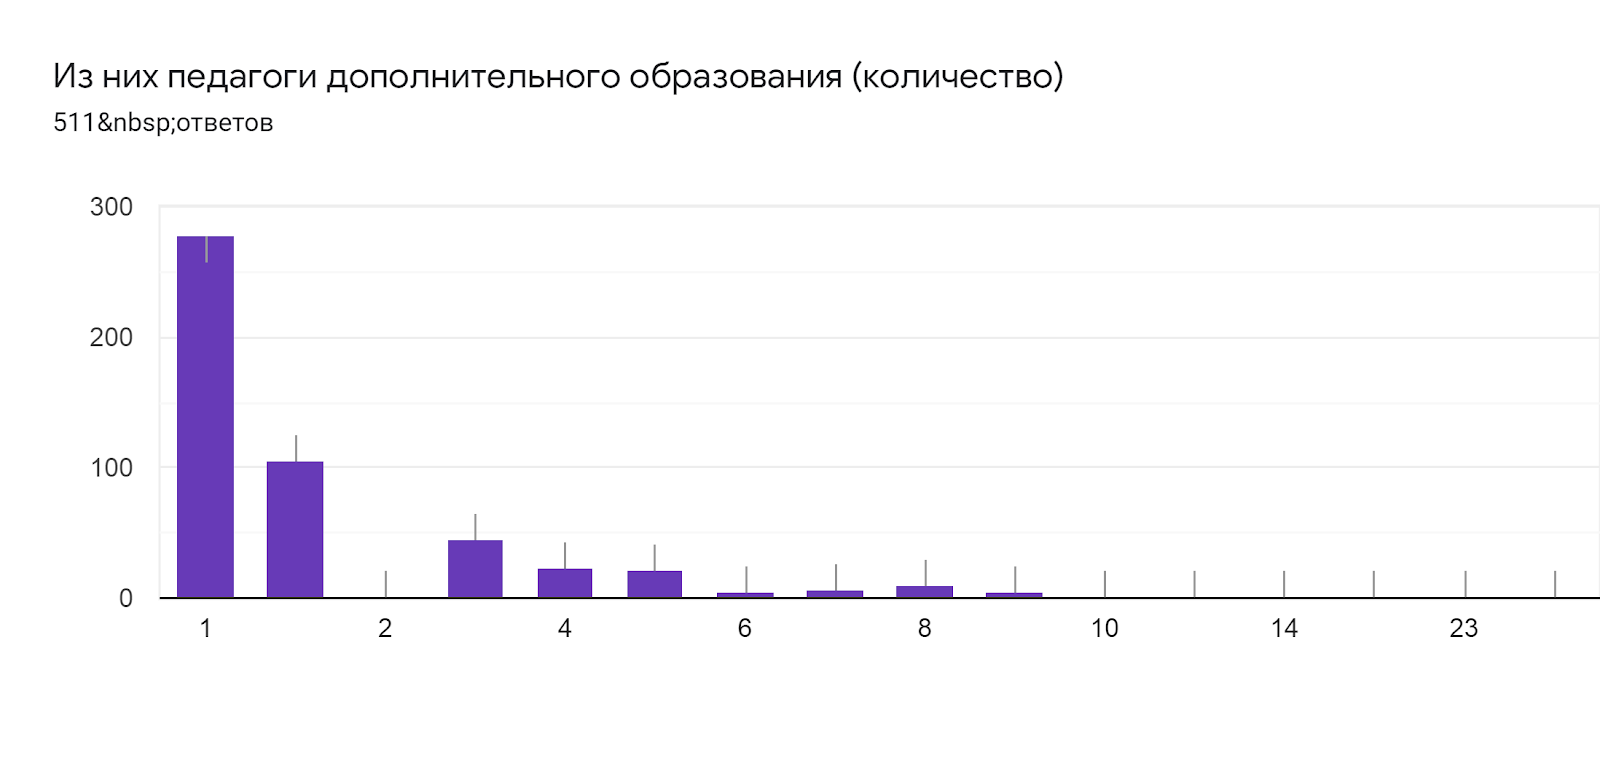 Из них педагоги дополнительного образования (количество)
511&nbsp;ответов
300
200
100
0
1 2 4 6 8 10 14 23